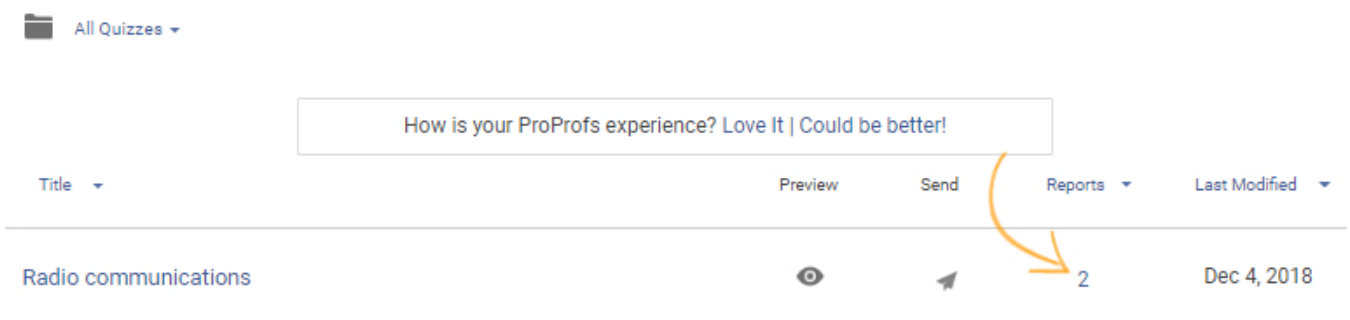 All Quizzes
How is your ProProfs experience? Love It | Could be better!
Title Preview Send Reports Last Modified
Radio communications 2 Dec 4, 2018